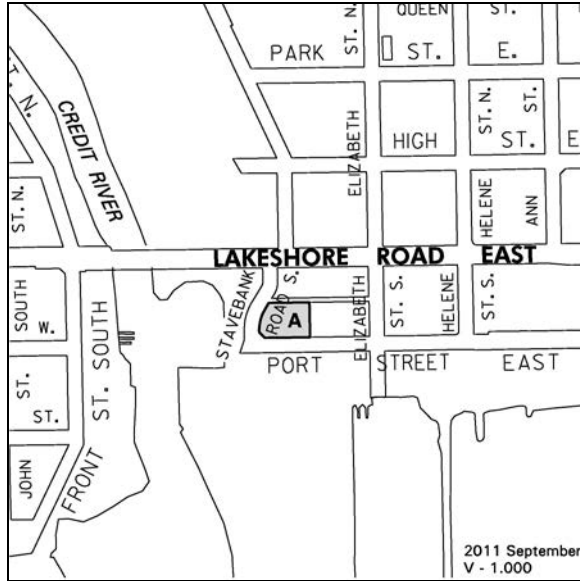 QUEEN ST.
PARK ST. E.
ST. N.
ST. N.
CREDIT RIVER
ELIZABETH
HIGH ST. E
ST. N.
ST.
HELENE
ANN
ST. N.
LAKESHORE ROAD EAST
STAVEBANK
ROAD S.
A
ELIZABETH
ST. S.
HELENE
ST. S.
SOUTH
W.
ST. SOUTH
PORT STREET EAST
ST.
ST.
JOHN
FRONT
2011 September
V - 1.000